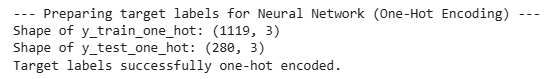 --- Preparing target labels for Neural Network (One-Hot Encoding) ---
Shape of y_train_one_hot: (1119, 3)
Shape of y_test_one_hot: (280, 3)
Target labels successfully one-hot encoded.